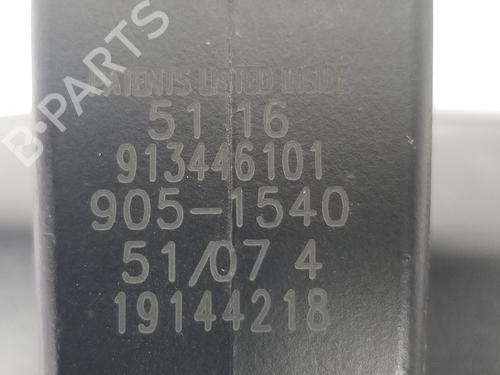 B-PARTS
PATENTS LISTED INSIDE
51 16
913446101
905-1540
51/07 4
19144218